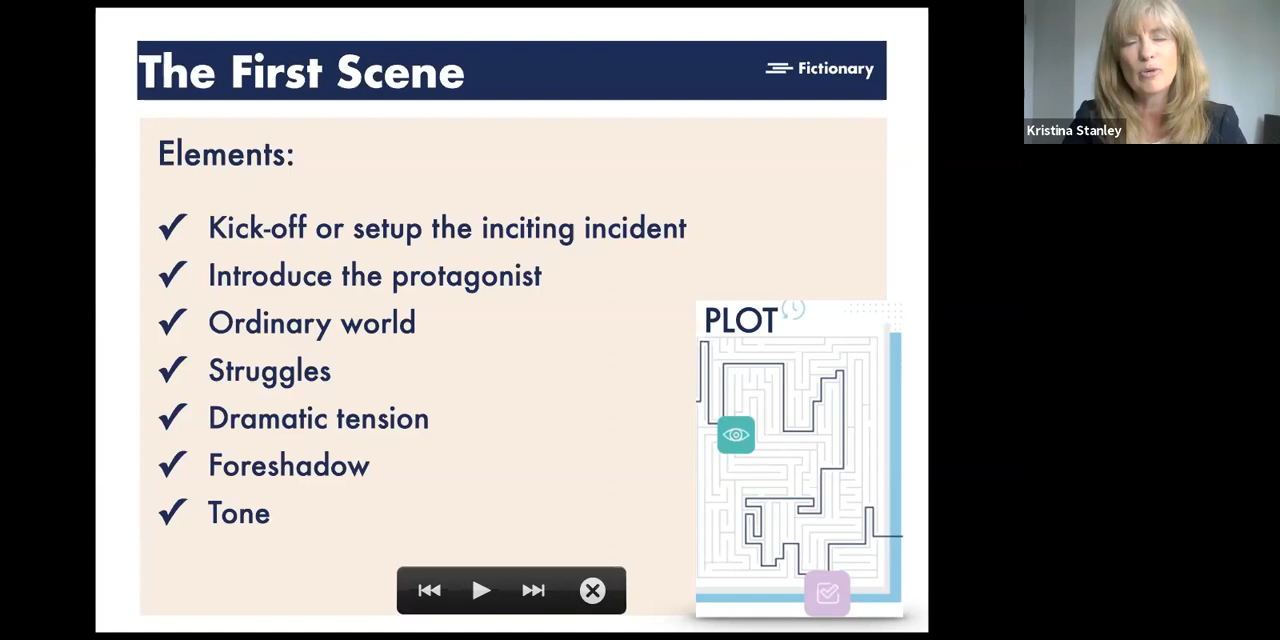 The First Scene
Fictionary
Kristina Stanley
Elements:
✓ Kick-off or setup the inciting incident
✓ Introduce the protagonist
✓ Ordinary world
✓ Struggles
✓ Dramatic tension
✓ Foreshadow
✓ Tone
PLOT